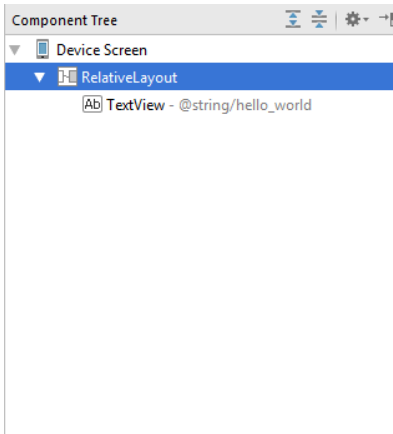 Component Tree
Device Screen
RelativeLayout
Ab TextView - @string/hello_world